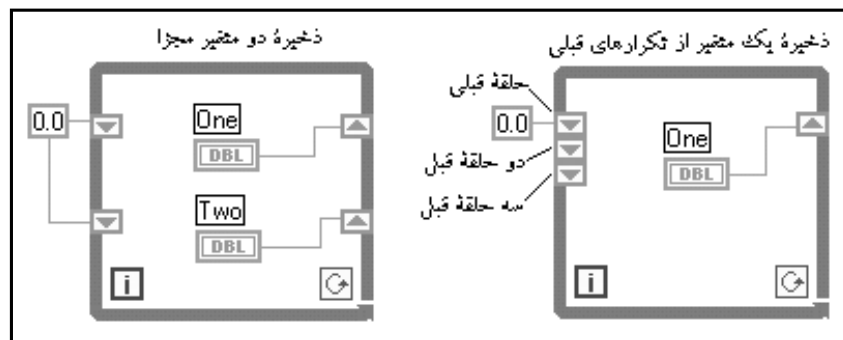 ذخیرهٔ یک متغیر از تکرارهای قبلی
حلقهٔ قبلی
0.0
دو حلقهٔ قبل
سه حلقهٔ قبل
One
DBL
i
ذخیرهٔ دو متغیر مجزا
0.0
One
DBL
Two
DBL
i